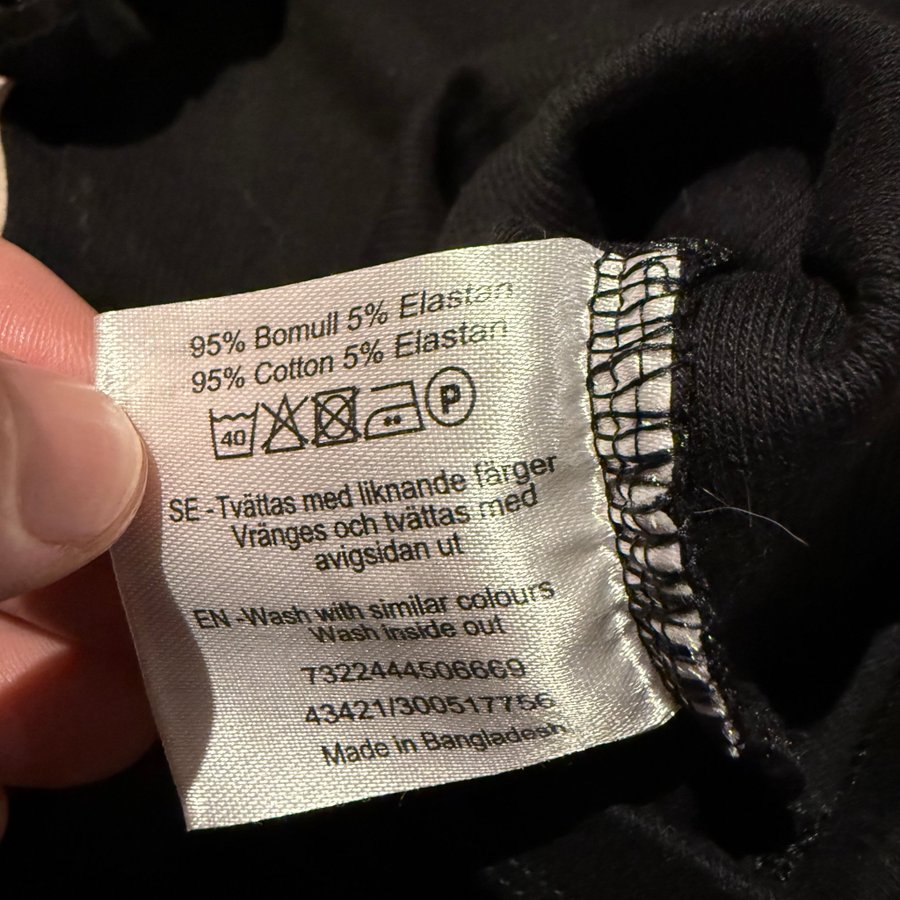 95% Bomull 5% Elastan
95% Cotton 5% Elastan
40 P
SE -Tvättas med liknande färger
Vränges och tvättas med
avigsidan ut
EN -Wash with similar colours
Wash inside out
7322444506669
43421/300517756
Made in Bangladesh